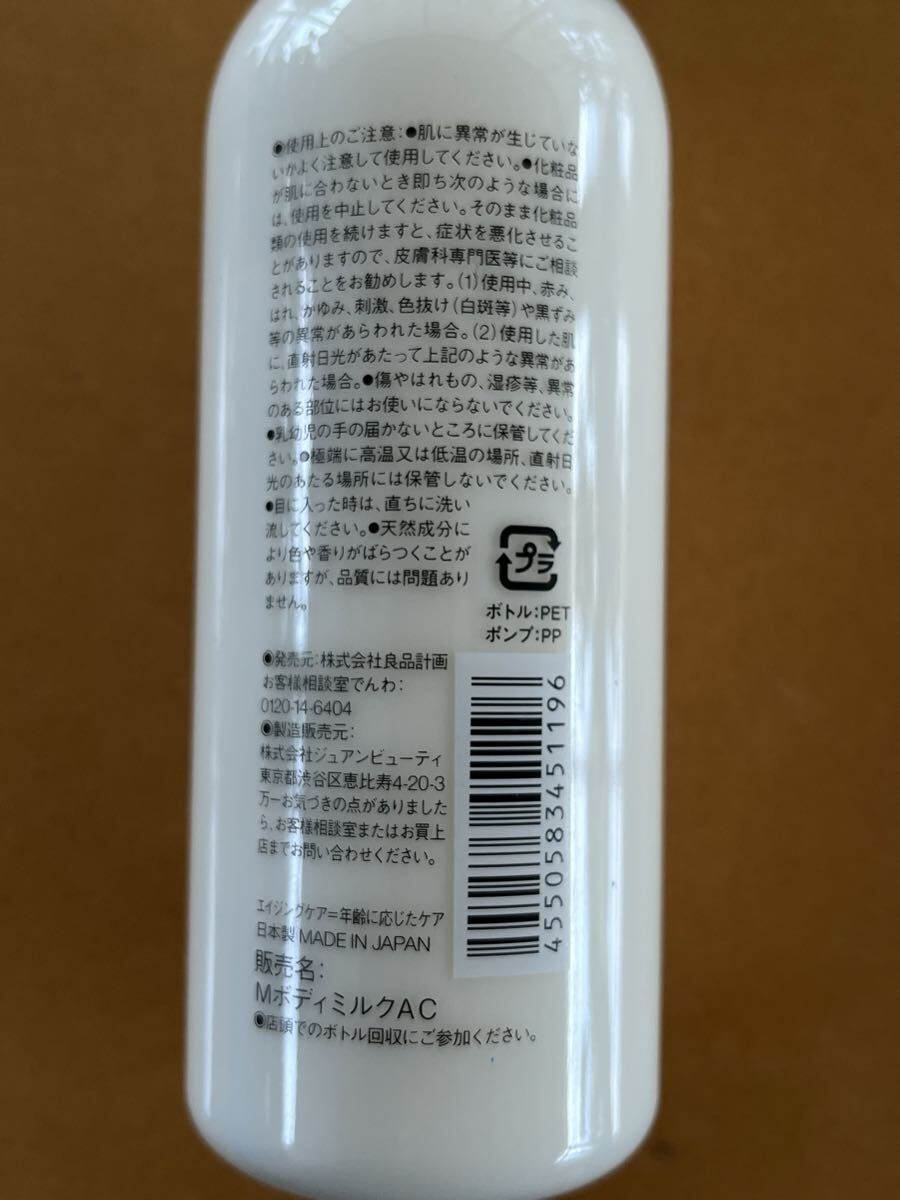 ◉使用上のご注意:●肌に異常が生じていな
いかよく注意して使用してください。●化粧品
が肌に合わないとき即ち次のような場合に
は、使用を中止してください。そのまま化粧品
類の使用を続けますと、症状を悪化させるこ
とがありますので、皮膚科専門医等にご相談
されることをお勧めします。(1)使用中、赤み、
はれ、かゆみ、刺激、色抜け(白斑等)や黒ずみ
等の異常があらわれた場合。(2)使用した肌
に、直射日光があたって上記のような異常があ
らわれた場合。●傷やはれもの、湿疹等、異常
のある部位にはお使いにならないでください。
●乳幼児の手の届かないところに保管してくだ
さい。●極端に高温又は低温の場所、直射日
光のあたる場所には保管しないでください。
●目に入った時は、直ちに洗い
流してください。●天然成分に
より色や香りがばらつくことが
ありますが、品質には問題あり
ません。
プラ
ボトル:PET
ポンプ:PP
◉発売元:株式会社良品計画
お客様相談室でんわ:
0120-14-6404
◉製造販売元:
株式会社ジュアンビューティ
東京都渋谷区恵比寿4-20-3
万一お気づきの点がありました
ら、お客様相談室またはお買上
店までお問い合わせください。
4550583451196
エイジングケア=年齢に応じたケア
日本製 MADE IN JAPAN
販売名:
MボディミルクAC
◉店頭でのボトル回収にご参加ください。